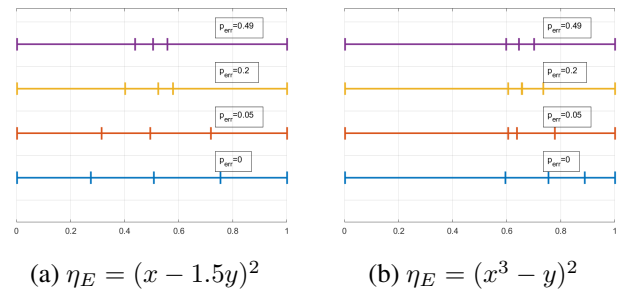 p_err=0.49
p_err=0.2
p_err=0.05
p_err=0
0 0.2 0.4 0.6 0.8 1
(a) η_E = (x − 1.5y)^2
p_err=0.49
p_err=0.2
p_err=0.05
p_err=0
0 0.2 0.4 0.6 0.8 1
(b) η_E = (x^3 − y)^2